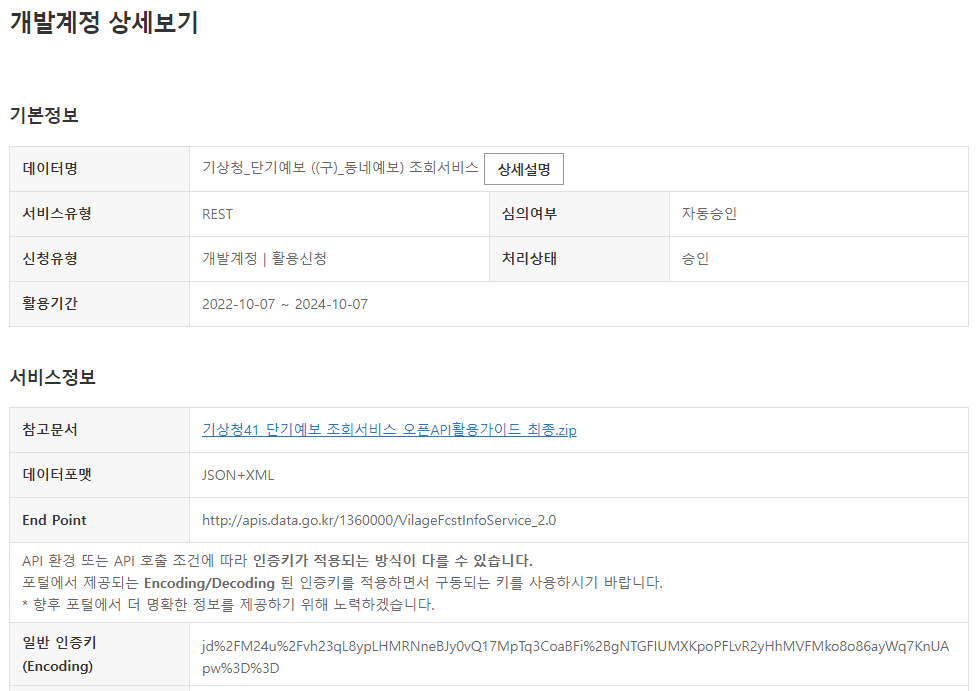 개발계정 상세보기
기본정보
데이터명 기상청_단기예보 ((구)_동네예보) 조회서비스 상세설명
서비스유형 REST 심의여부 자동승인
신청유형 개발계정 | 활용신청 처리상태 승인
활용기간 2022-10-07 ~ 2024-10-07
서비스정보
참고문서 기상청41_단기예보 조회서비스_오픈API활용가이드_최종.zip
데이터포맷 JSON+XML
End Point http://apis.data.go.kr/1360000/VilageFcstInfoService_2.0
API 환경 또는 API 호출 조건에 따라 인증키가 적용되는 방식이 다를 수 있습니다.
포털에서 제공되는 Encoding/Decoding 된 인증키를 적용하면서 구동되는 키를 사용하시기 바랍니다.
* 향후 포털에서 더 명확한 정보를 제공하기 위해 노력하겠습니다.
일반 인증키
(Encoding)
jd%2FM24u%2Fvh23qL8ypLHMRNneBJy0vQ17MpTq3CoaBFi%2BgNTGFIUMXKpoPFLvR2yHhMVFMko8o86ayWq7KnUA
pw%3D%3D